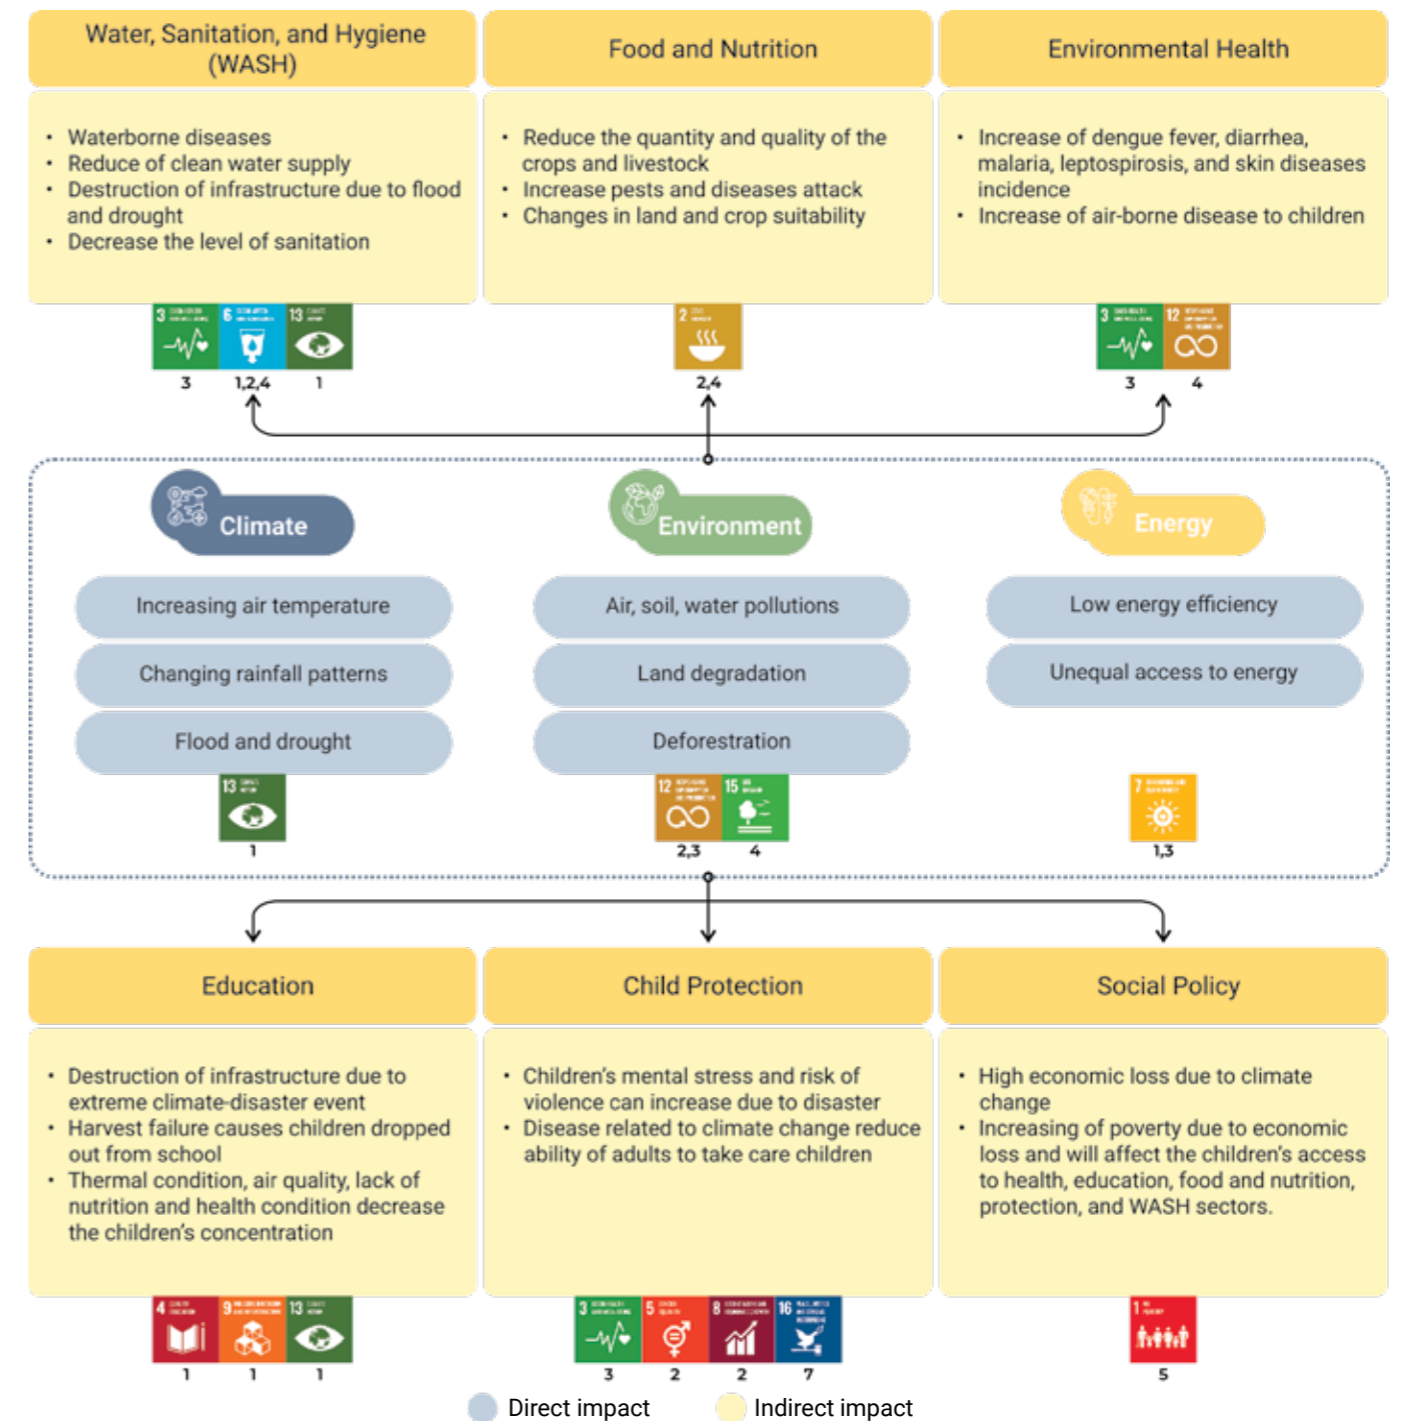 Water, Sanitation, and Hygiene
(WASH)
Food and Nutrition
Environmental Health
• Waterborne diseases
• Reduce of clean water supply
• Destruction of infrastructure due to flood
and drought
• Decrease the level of sanitation
• Reduce the quantity and quality of the
crops and livestock
• Increase pests and diseases attack
• Changes in land and crop suitability
• Increase of dengue fever, diarrhea,
malaria, leptospirosis, and skin diseases
incidence
• Increase of air-borne disease to children
3 6 13
3 1,2,4 1
2
2,4
3 12
3 4
Climate
Increasing air temperature
Changing rainfall patterns
Flood and drought
13
1
Environment
Air, soil, water pollutions
Land degradation
Deforestration
12 15
2,3 4
Energy
Low energy efficiency
Unequal access to energy
7
1,3
Education
Child Protection
Social Policy
• Destruction of infrastructure due to
extreme climate-disaster event
• Harvest failure causes children dropped
out from school
• Thermal condition, air quality, lack of
nutrition and health condition decrease
the children's concentration
• Children's mental stress and risk of
violence can increase due to disaster
• Disease related to climate change reduce
ability of adults to take care children
• High economic loss due to climate
change
• Increasing of poverty due to economic
loss and will affect the children's access
to health, education, food and nutrition,
protection, and WASH sectors.
4 9 13
1 1 1
3 5 8 16
3 2 2 7
1
5
Direct impact
Indirect impact